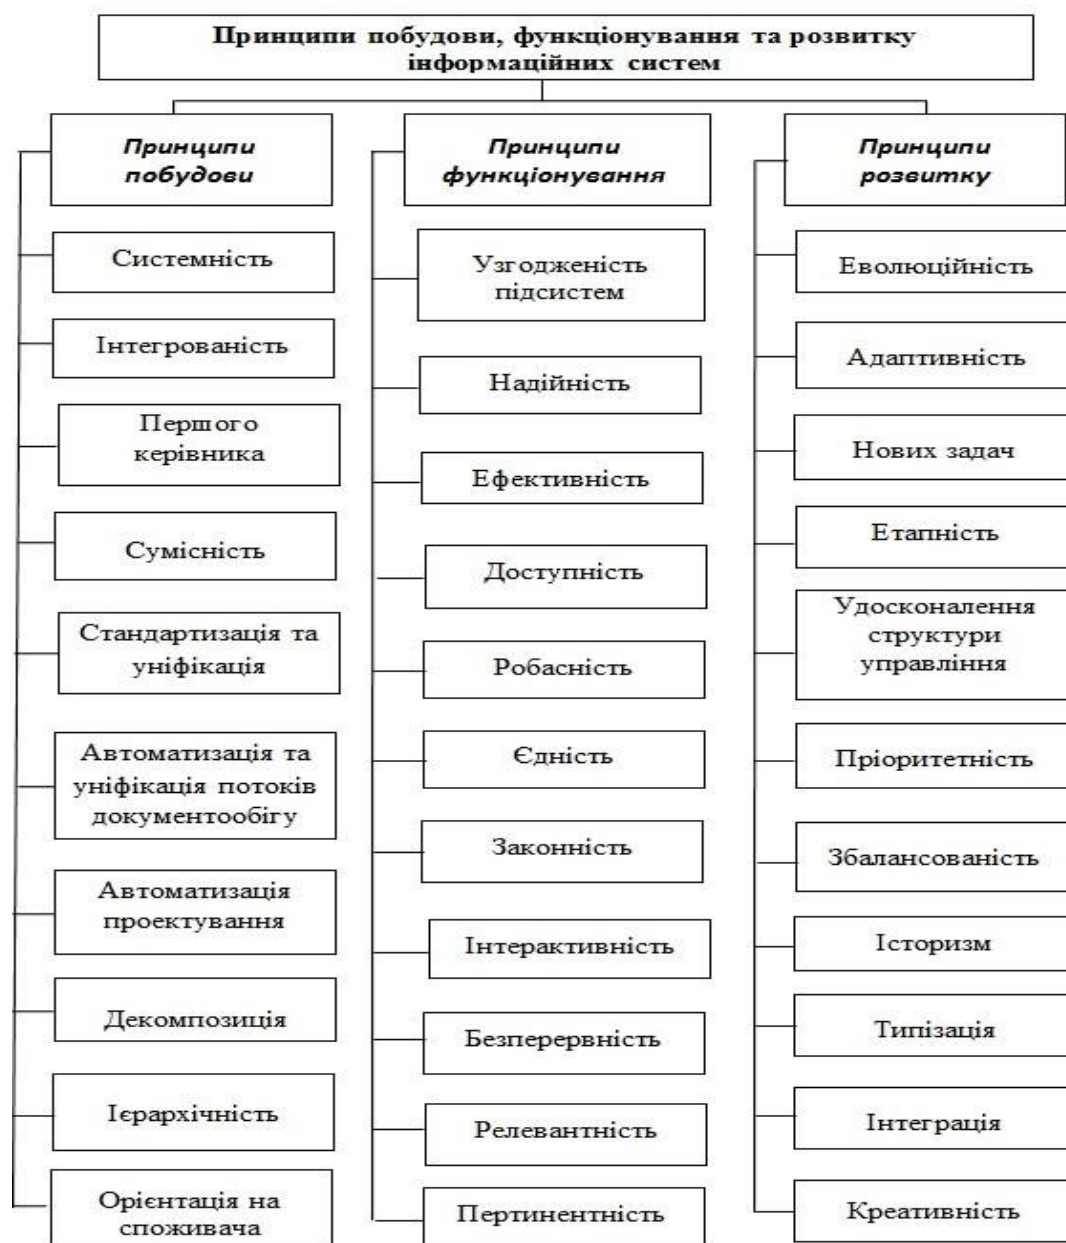 Принципи побудови, функціонування та розвитку
інформаційних систем
Принципи
побудови
Системність
Інтегрованість
Першого
керівника
Сумісність
Стандартизація та
уніфікація
Автоматизація та
уніфікація потоків
документообігу
Автоматизація
проектування
Декомпозиція
Ієрархічність
Орієнтація на
споживача
Принципи
функціонування
Узгодженість
підсистем
Надійність
Ефективність
Доступність
Робасність
Єдність
Законність
Інтерактивність
Безперервність
Релевантність
Пертинентність
Принципи
розвитку
Еволюційність
Адаптивність
Нових задач
Етапність
Удосконалення
структури
управління
Пріоритетність
Збалансованість
Історизм
Типізація
Інтеграція
Креативність